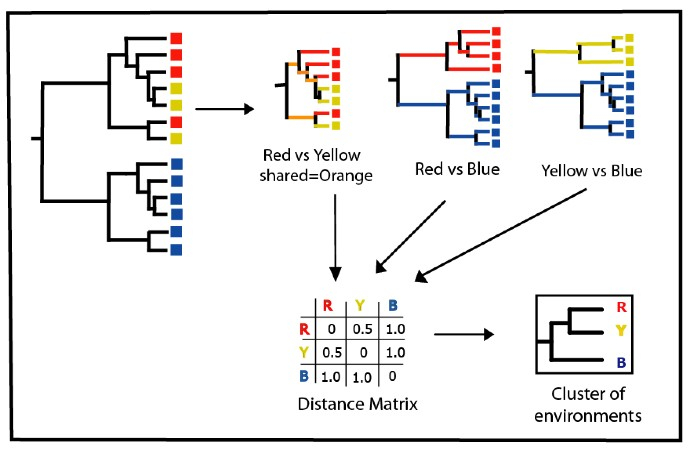 Red vs Yellow
shared=Orange
Red vs Blue
Yellow vs Blue
R Y B
R 0 0.5 1.0
Y 0.5 0 1.0
B 1.0 1.0 0
Distance Matrix
R
Y
B
Cluster of
environments